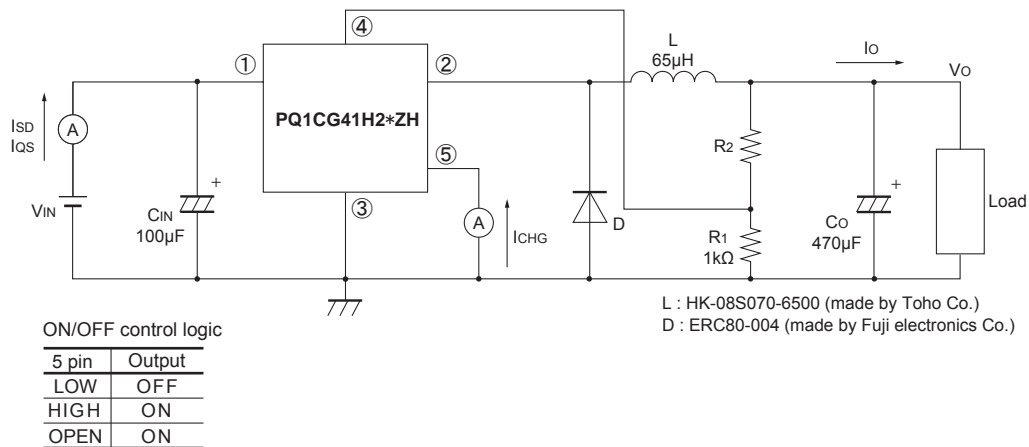 ④
L
65µH
IO
VO
①
②
ISD
IQS
A
PQ1CG41H2*ZH
R2
⑤
VIN
CIN
100µF
+
③
A
ICHG
D
R1
1kΩ
+
CO
470µF
Load
L : HK-08S070-6500 (made by Toho Co.)
D : ERC80-004 (made by Fuji electronics Co.)
ON/OFF control logic
5 pin Output
LOW OFF
HIGH ON
OPEN ON